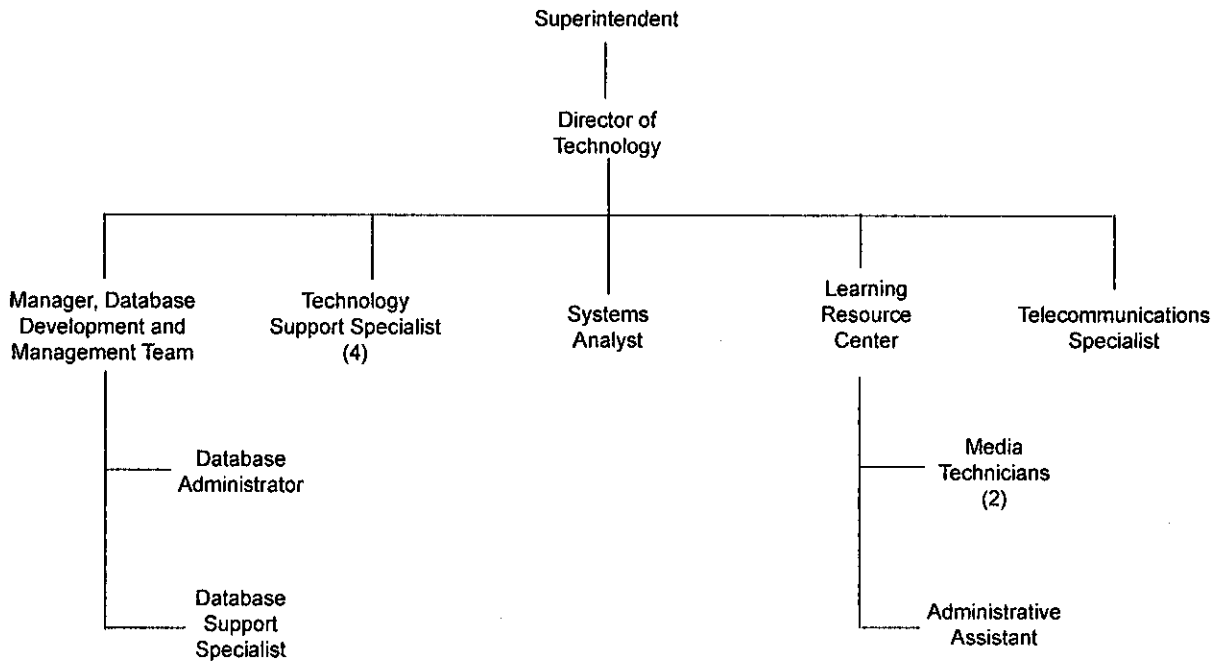 Superintendent
Director of
Technology
Manager, Database
Development and
Management Team
Technology
Support Specialist
(4)
Systems
Analyst
Learning
Resource
Center
Telecommunications
Specialist
Database
Administrator
Media
Technicians
(2)
Database
Support
Specialist
Administrative
Assistant